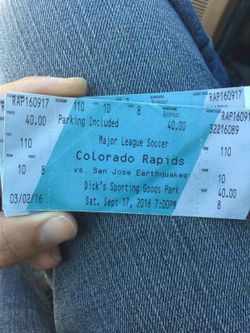 RAP160917
40.00
110
10
03/02/16
110 10 8
Parking Included 40.00
Major League Soccer
Colorado Rapids
vs. San Jose Earthquakes
Dick's Sporting Goods Park
Sat. Sept 17, 2016 7:00PM
RAP160917
40.00
32216089
110
10 8